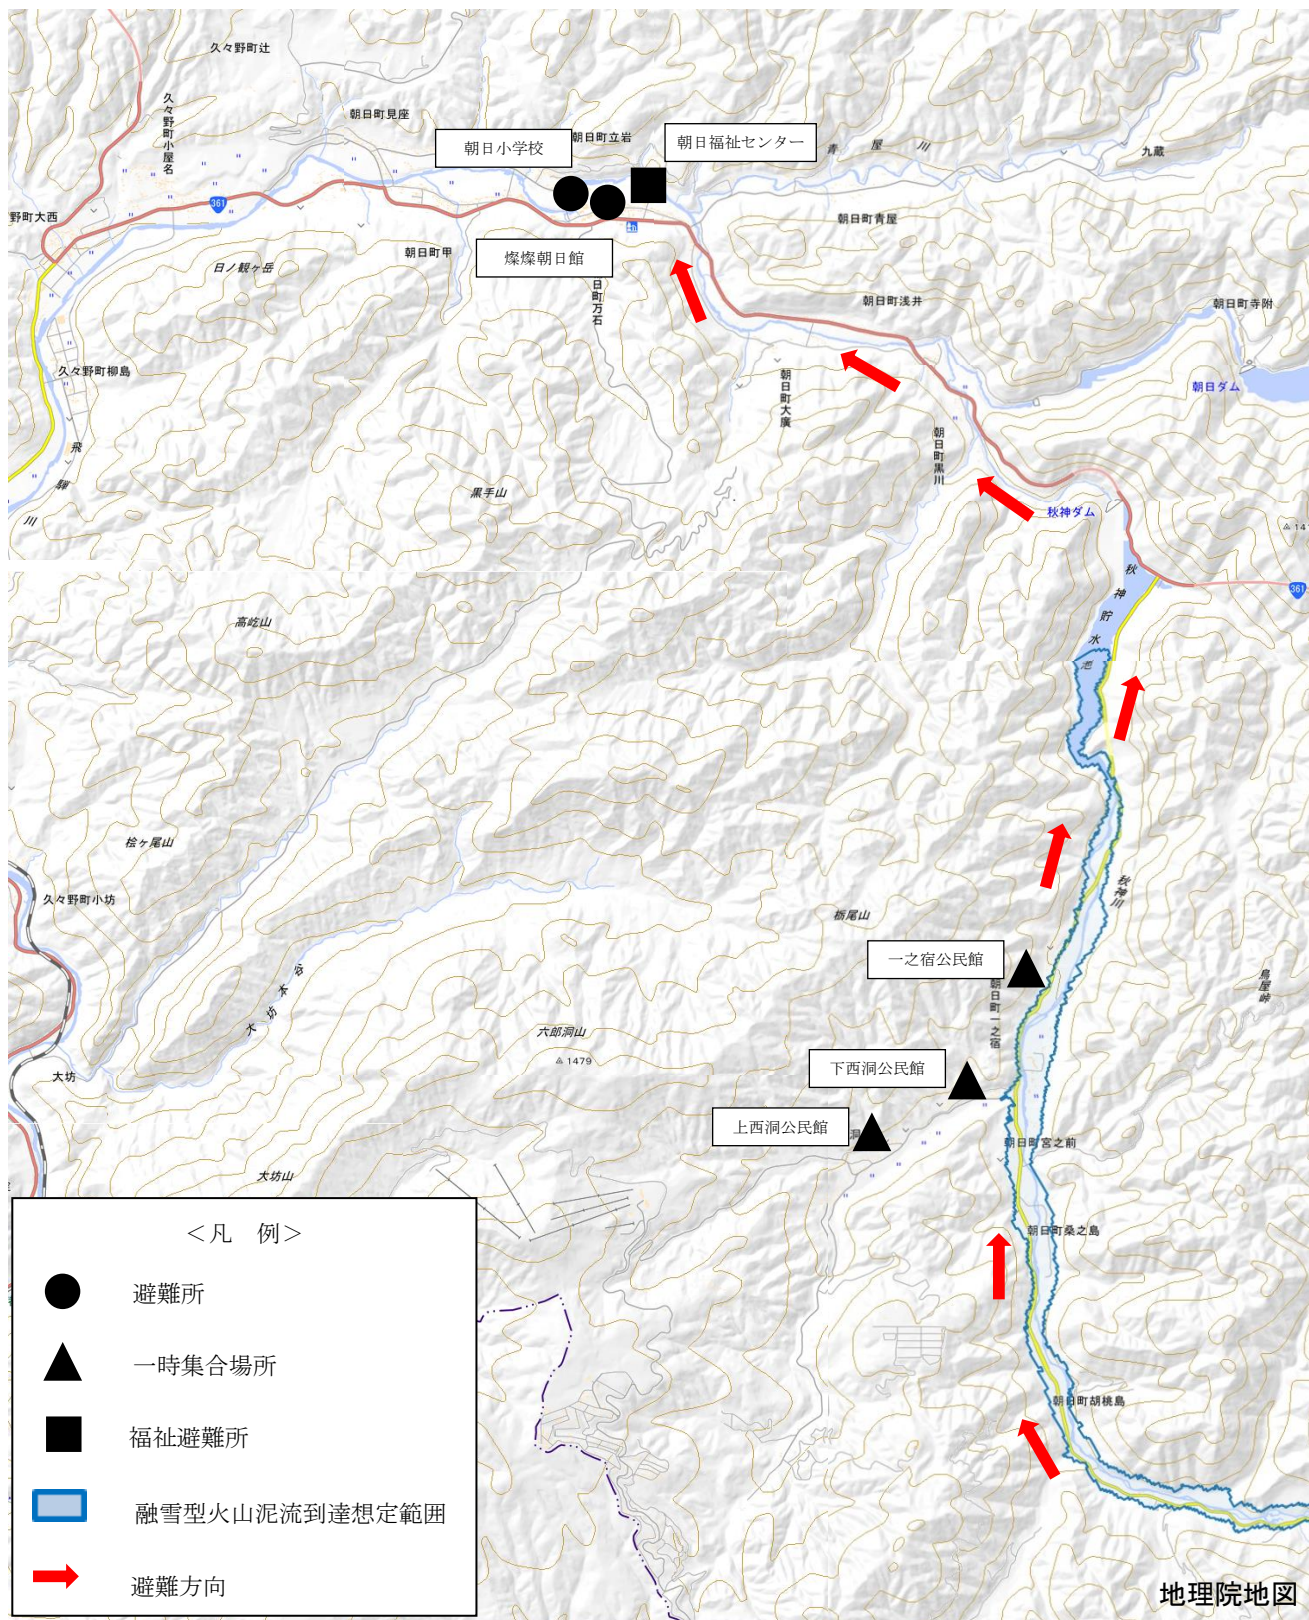 久々野町辻
久々野町小屋名
朝日町見座
朝日小学校
朝日町立岩
朝日福祉センター
青屋川
九蔵
野町大西
361
朝日町青屋
日ノ観ヶ岳
朝日町甲
燦燦朝日館
日町万石
朝日町浅井
朝日町寺附
久々野町柳島
朝日町大廣
朝日ダム
朝日町黒川
飛騨川
黒手山
秋神ダム
秋神貯水池
361
高屹山
桧ヶ尾山
久々野町小坊
秋神川
栃尾山
一之宿公民館
朝日町一之宿
鳥屋峠
大坊本谷
六郎洞山
1479
下西洞公民館
大坊
上西洞公民館
洞
朝日町宮之前
大坊山
朝日町桑之島
朝日町胡桃島
＜凡　例＞
避難所
一時集合場所
福祉避難所
融雪型火山泥流到達想定範囲
避難方向
地理院地図